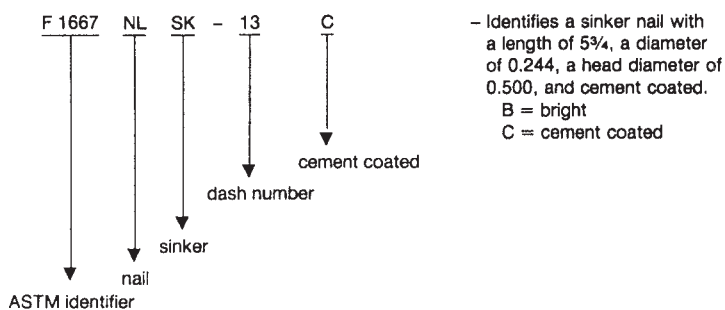 F 1667 NL SK – 13 C
– Identifies a sinker nail with
a length of 5¾, a diameter
of 0.244, a head diameter of
0.500, and cement coated.
B = bright
C = cement coated
cement coated
dash number
sinker
nail
ASTM identifier